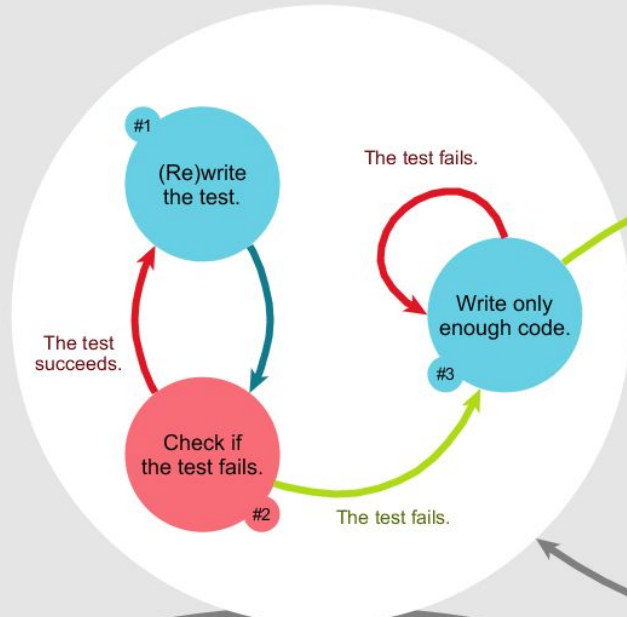 #1
(Re)write
the test.
The test fails.
Write only
enough code.
The test
succeeds.
#3
Check if
the test fails.
#2
The test fails.